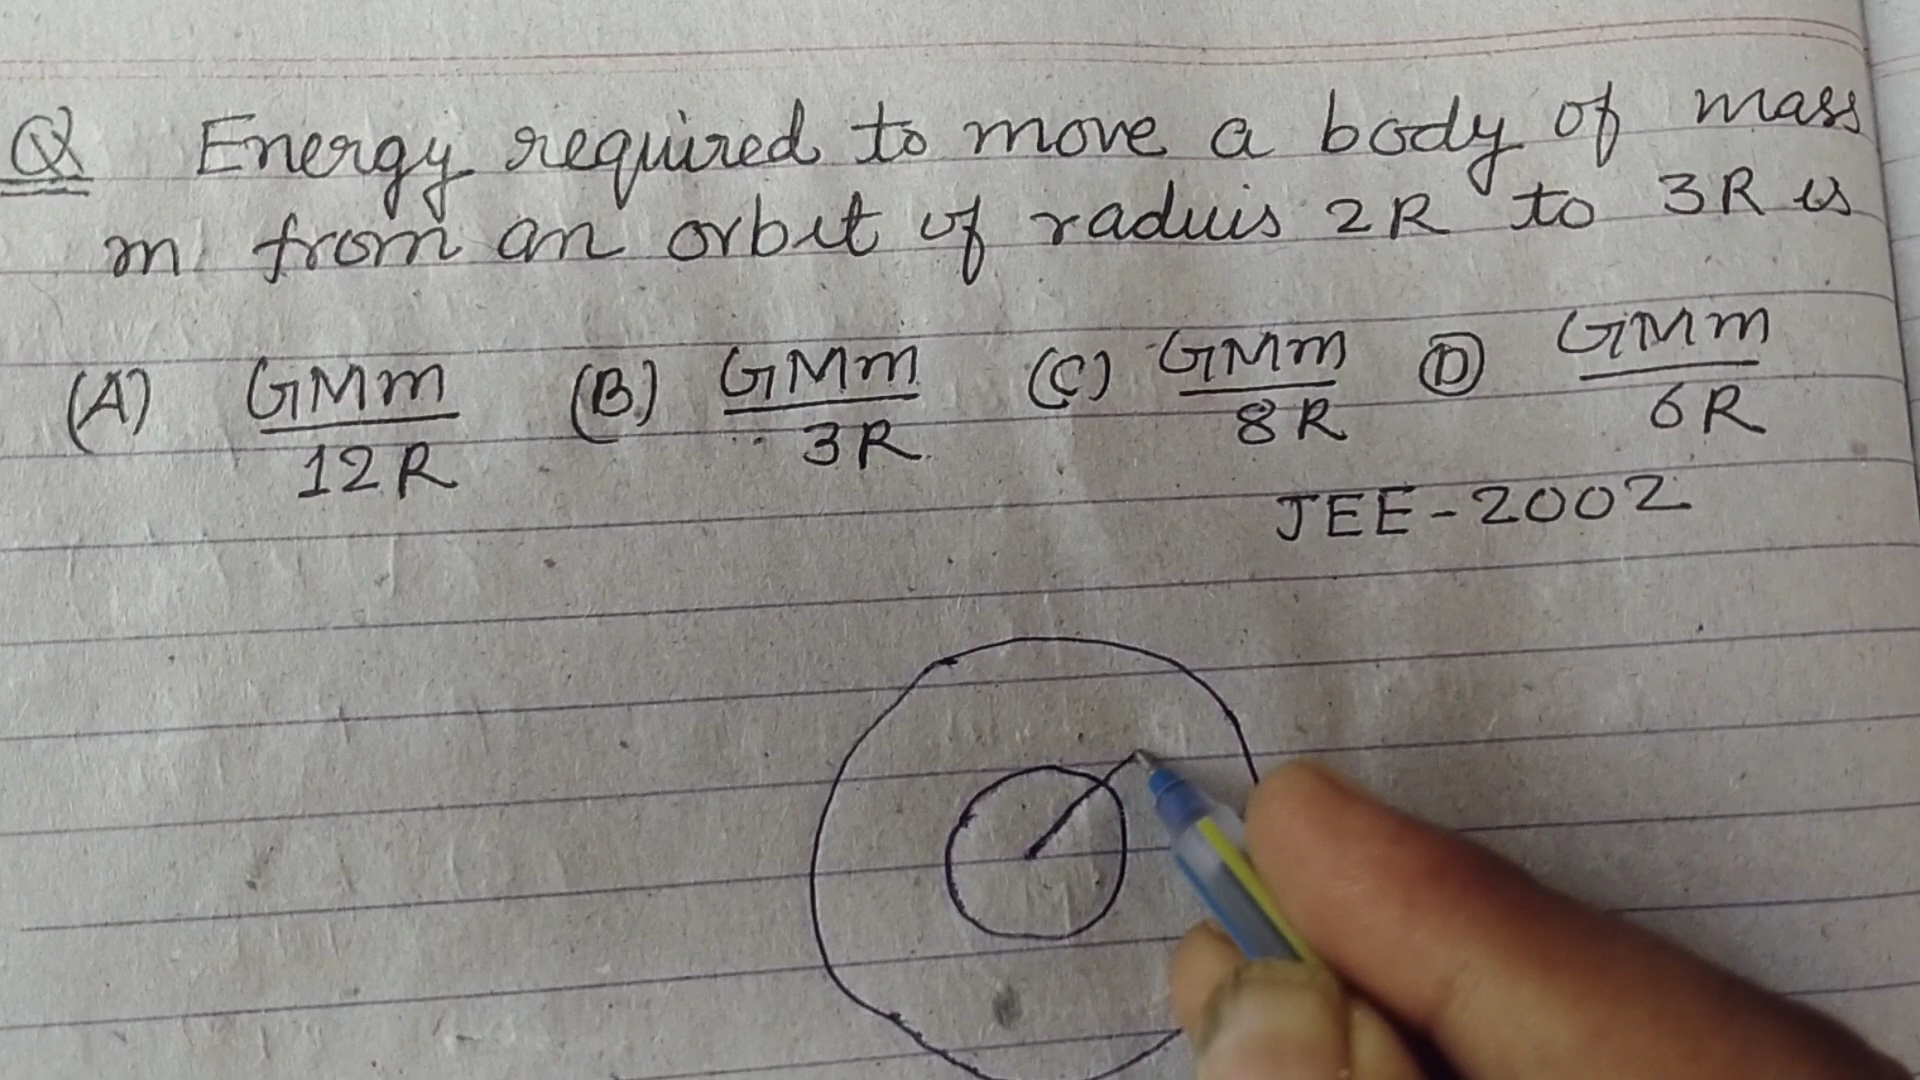 Q Energy required to move a body of mass
m from an orbit of raduis 2R to 3R is
(A) GMm/12R (B) GMm/3R (C) GMm/8R (D) GMm/6R
JEE-2002